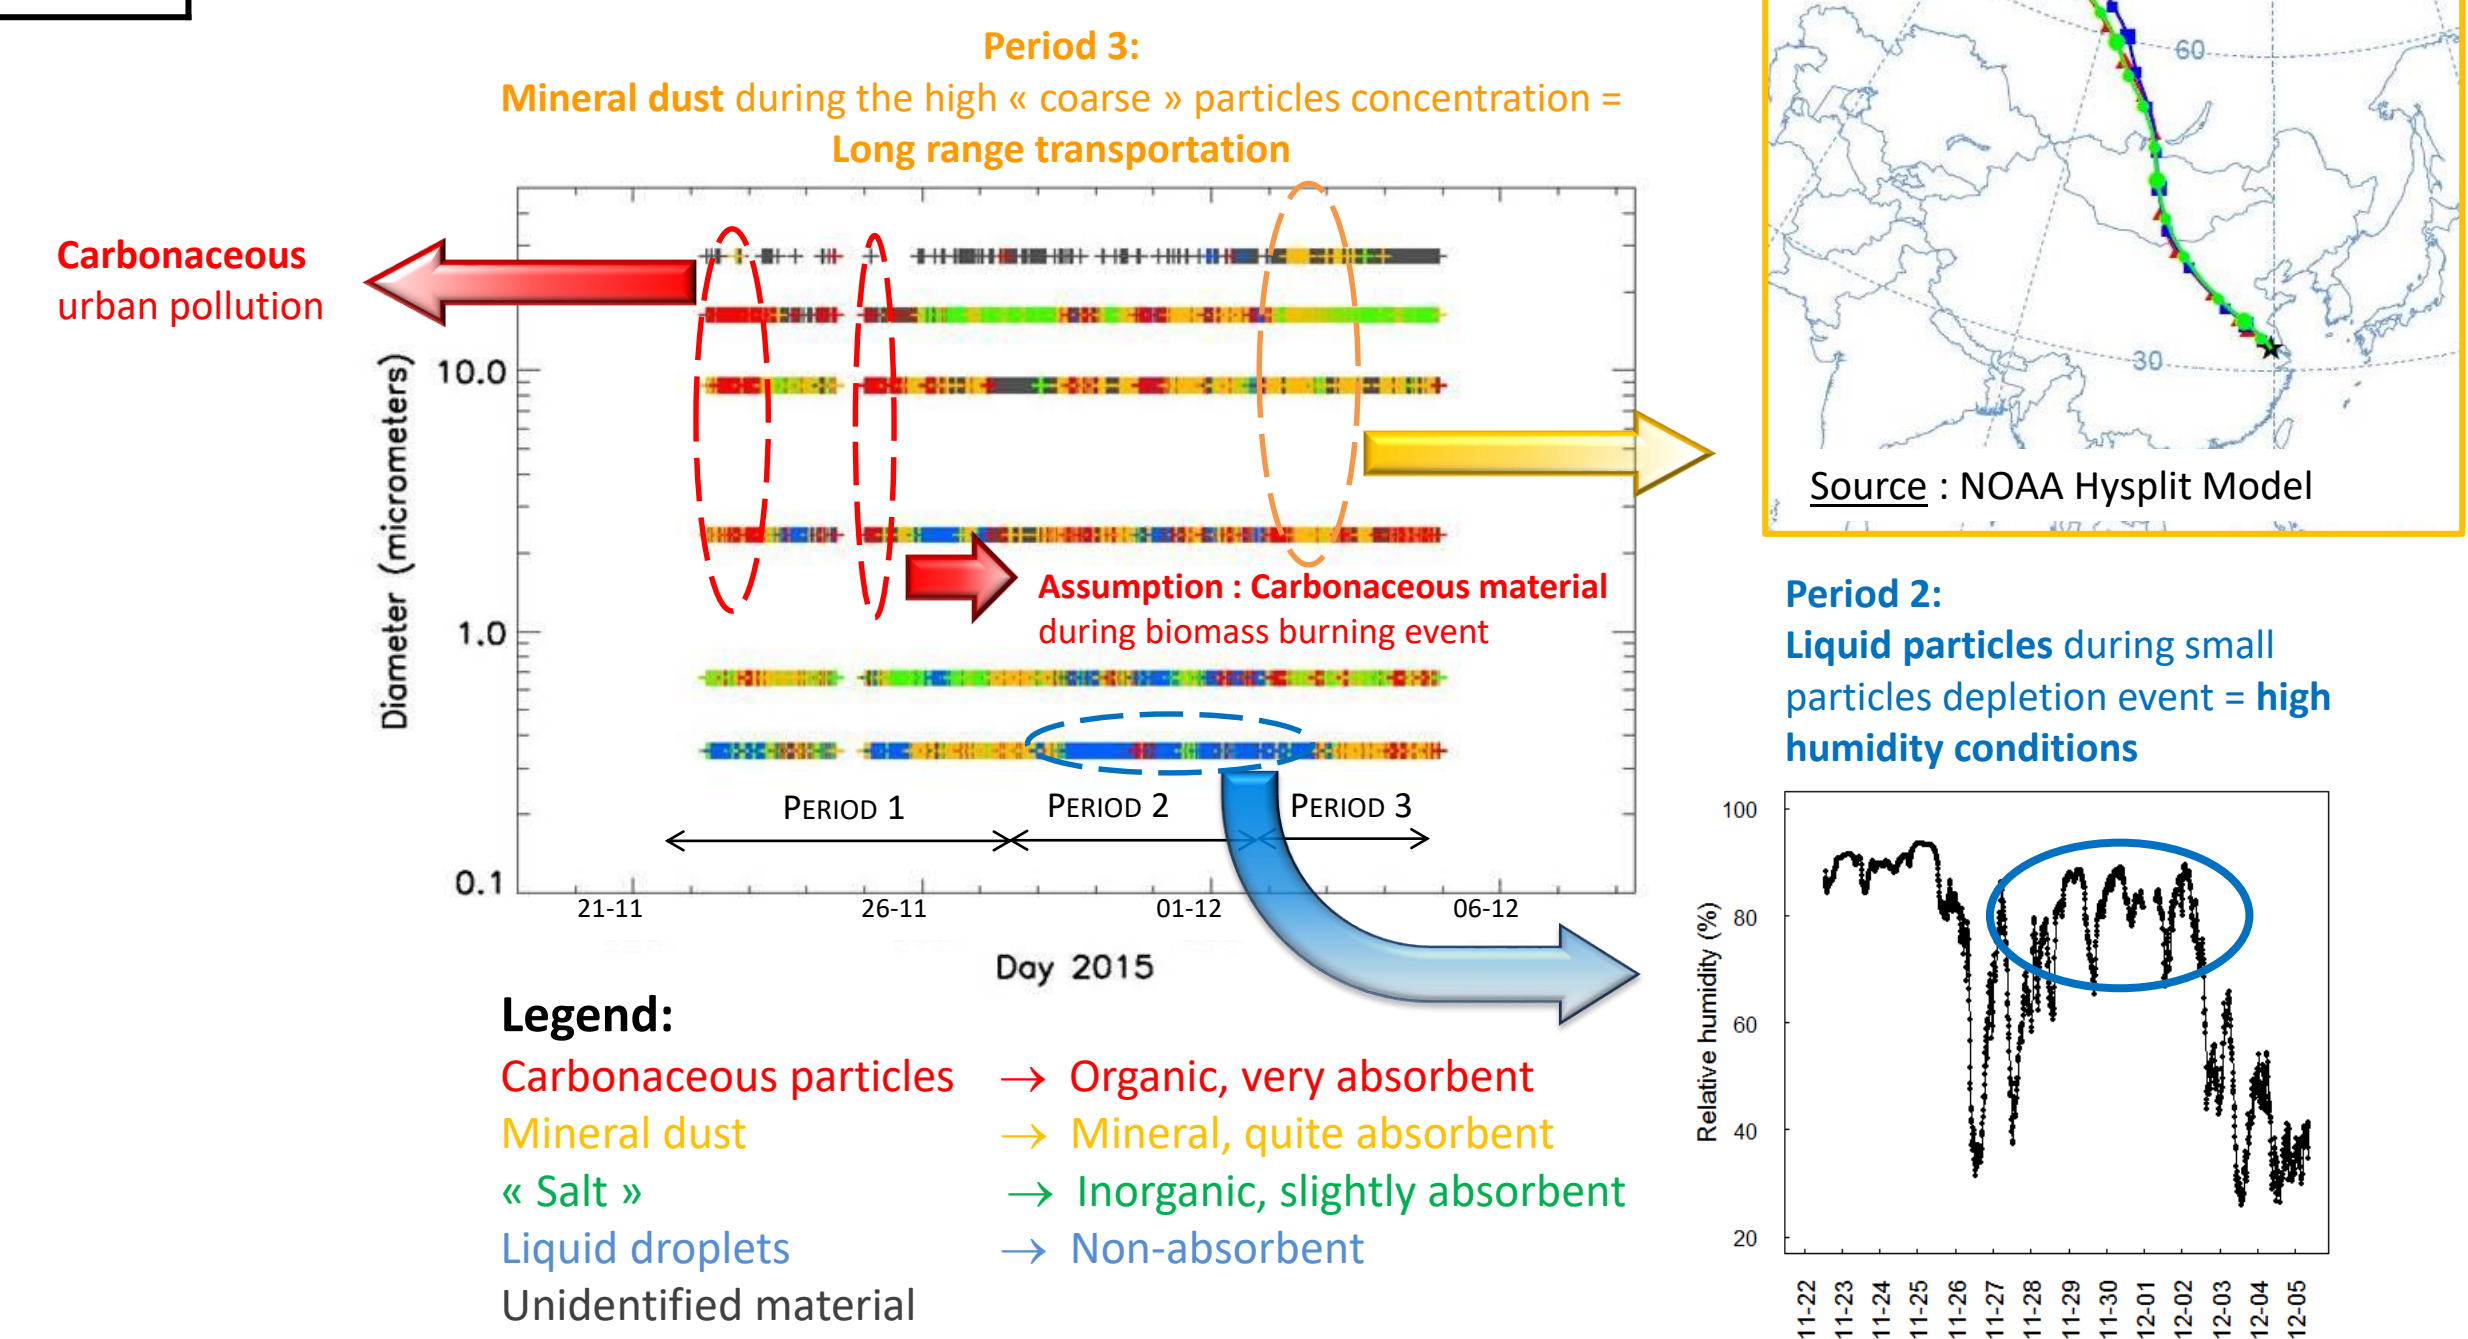 Period 3:
Mineral dust during the high « coarse » particles concentration =
Long range transportation
Carbonaceous
urban pollution
Diameter (micrometers)
10.0
1.0
0.1
Assumption : Carbonaceous material
during biomass burning event
PERIOD 1
PERIOD 2
PERIOD 3
21-11
26-11
01-12
06-12
Day 2015
Legend:
Carbonaceous particles → Organic, very absorbent
Mineral dust → Mineral, quite absorbent
« Salt » → Inorganic, slightly absorbent
Liquid droplets → Non-absorbent
Unidentified material
60
30
Source : NOAA Hysplit Model
Period 2:
Liquid particles during small
particles depletion event = high
humidity conditions
Relative humidity (%)
100
80
60
40
20
11-22
11-23
11-24
11-25
11-26
11-27
11-28
11-29
11-30
12-01
12-02
12-03
12-04
12-05